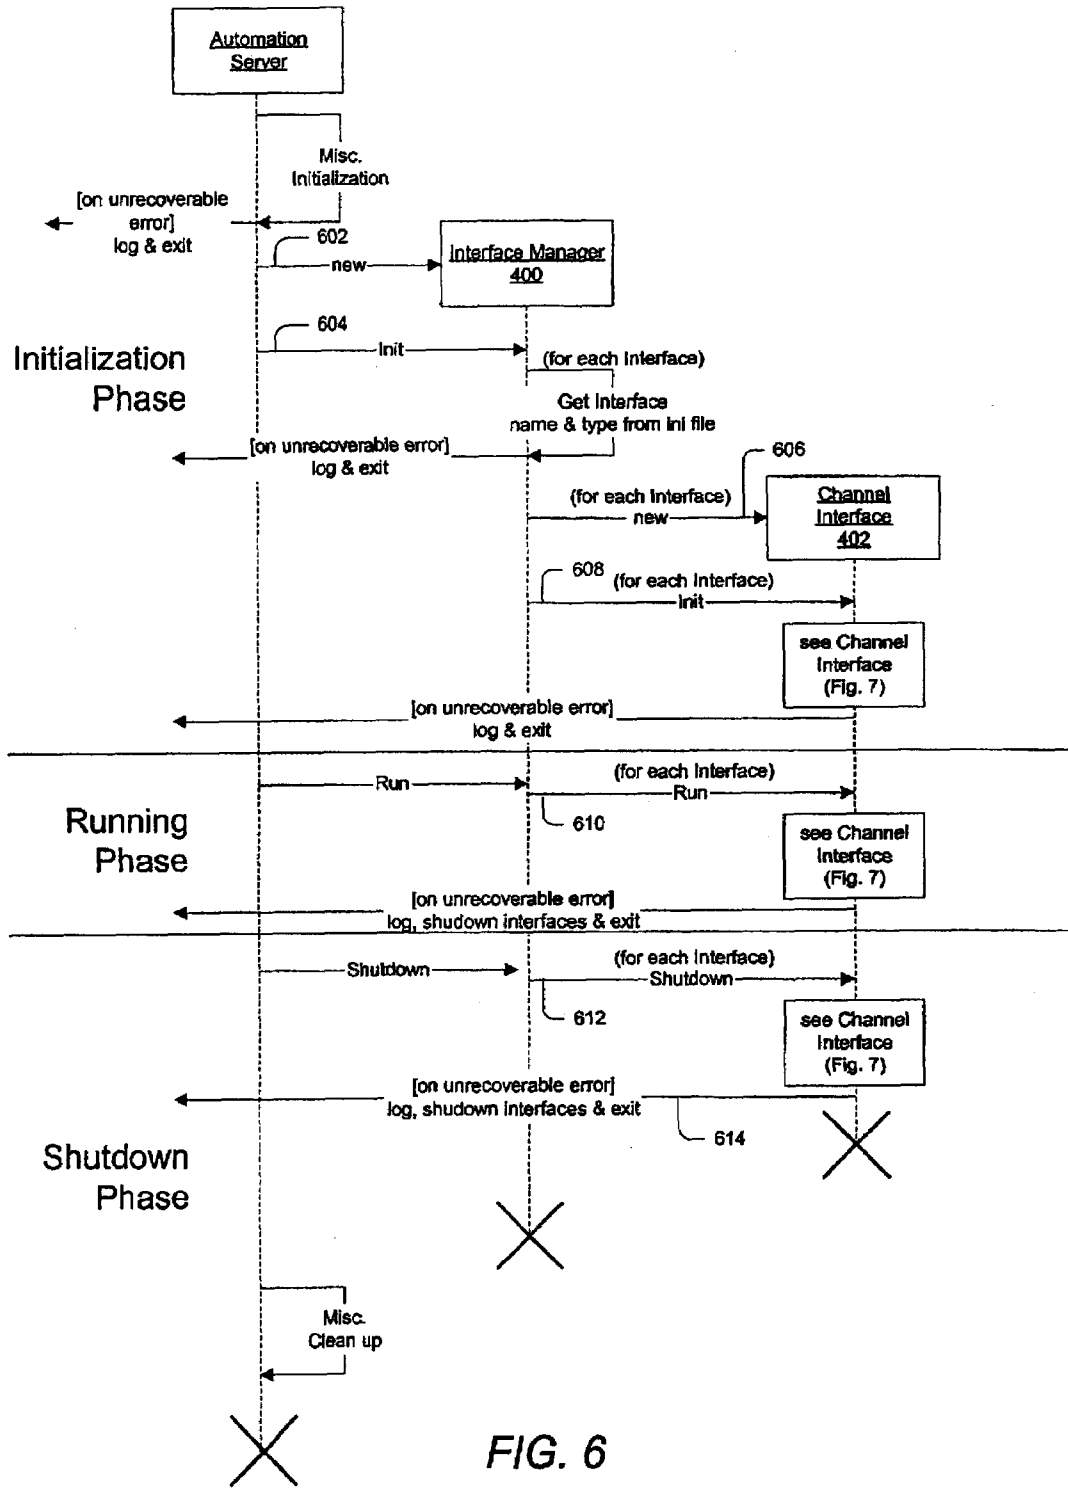 Automation
Server
Misc.
Initialization
[on unrecoverable
error]
log & exit
602
new
Interface Manager
400
604
Init
Initialization
Phase
(for each Interface)
Get Interface
name & type from ini file
[on unrecoverable error]
log & exit
606
(for each Interface)
new
Channel
Interface
402
608
(for each Interface)
Init
see Channel
Interface
(Fig. 7)
[on unrecoverable error]
log & exit
Run
(for each Interface)
Run
610
Running
Phase
see Channel
Interface
(Fig. 7)
[on unrecoverable error]
log, shudown interfaces & exit
Shutdown
(for each Interface)
Shutdown
612
see Channel
Interface
(Fig. 7)
[on unrecoverable error]
log, shudown interfaces & exit
614
Shutdown
Phase
Misc.
Clean up
FIG. 6